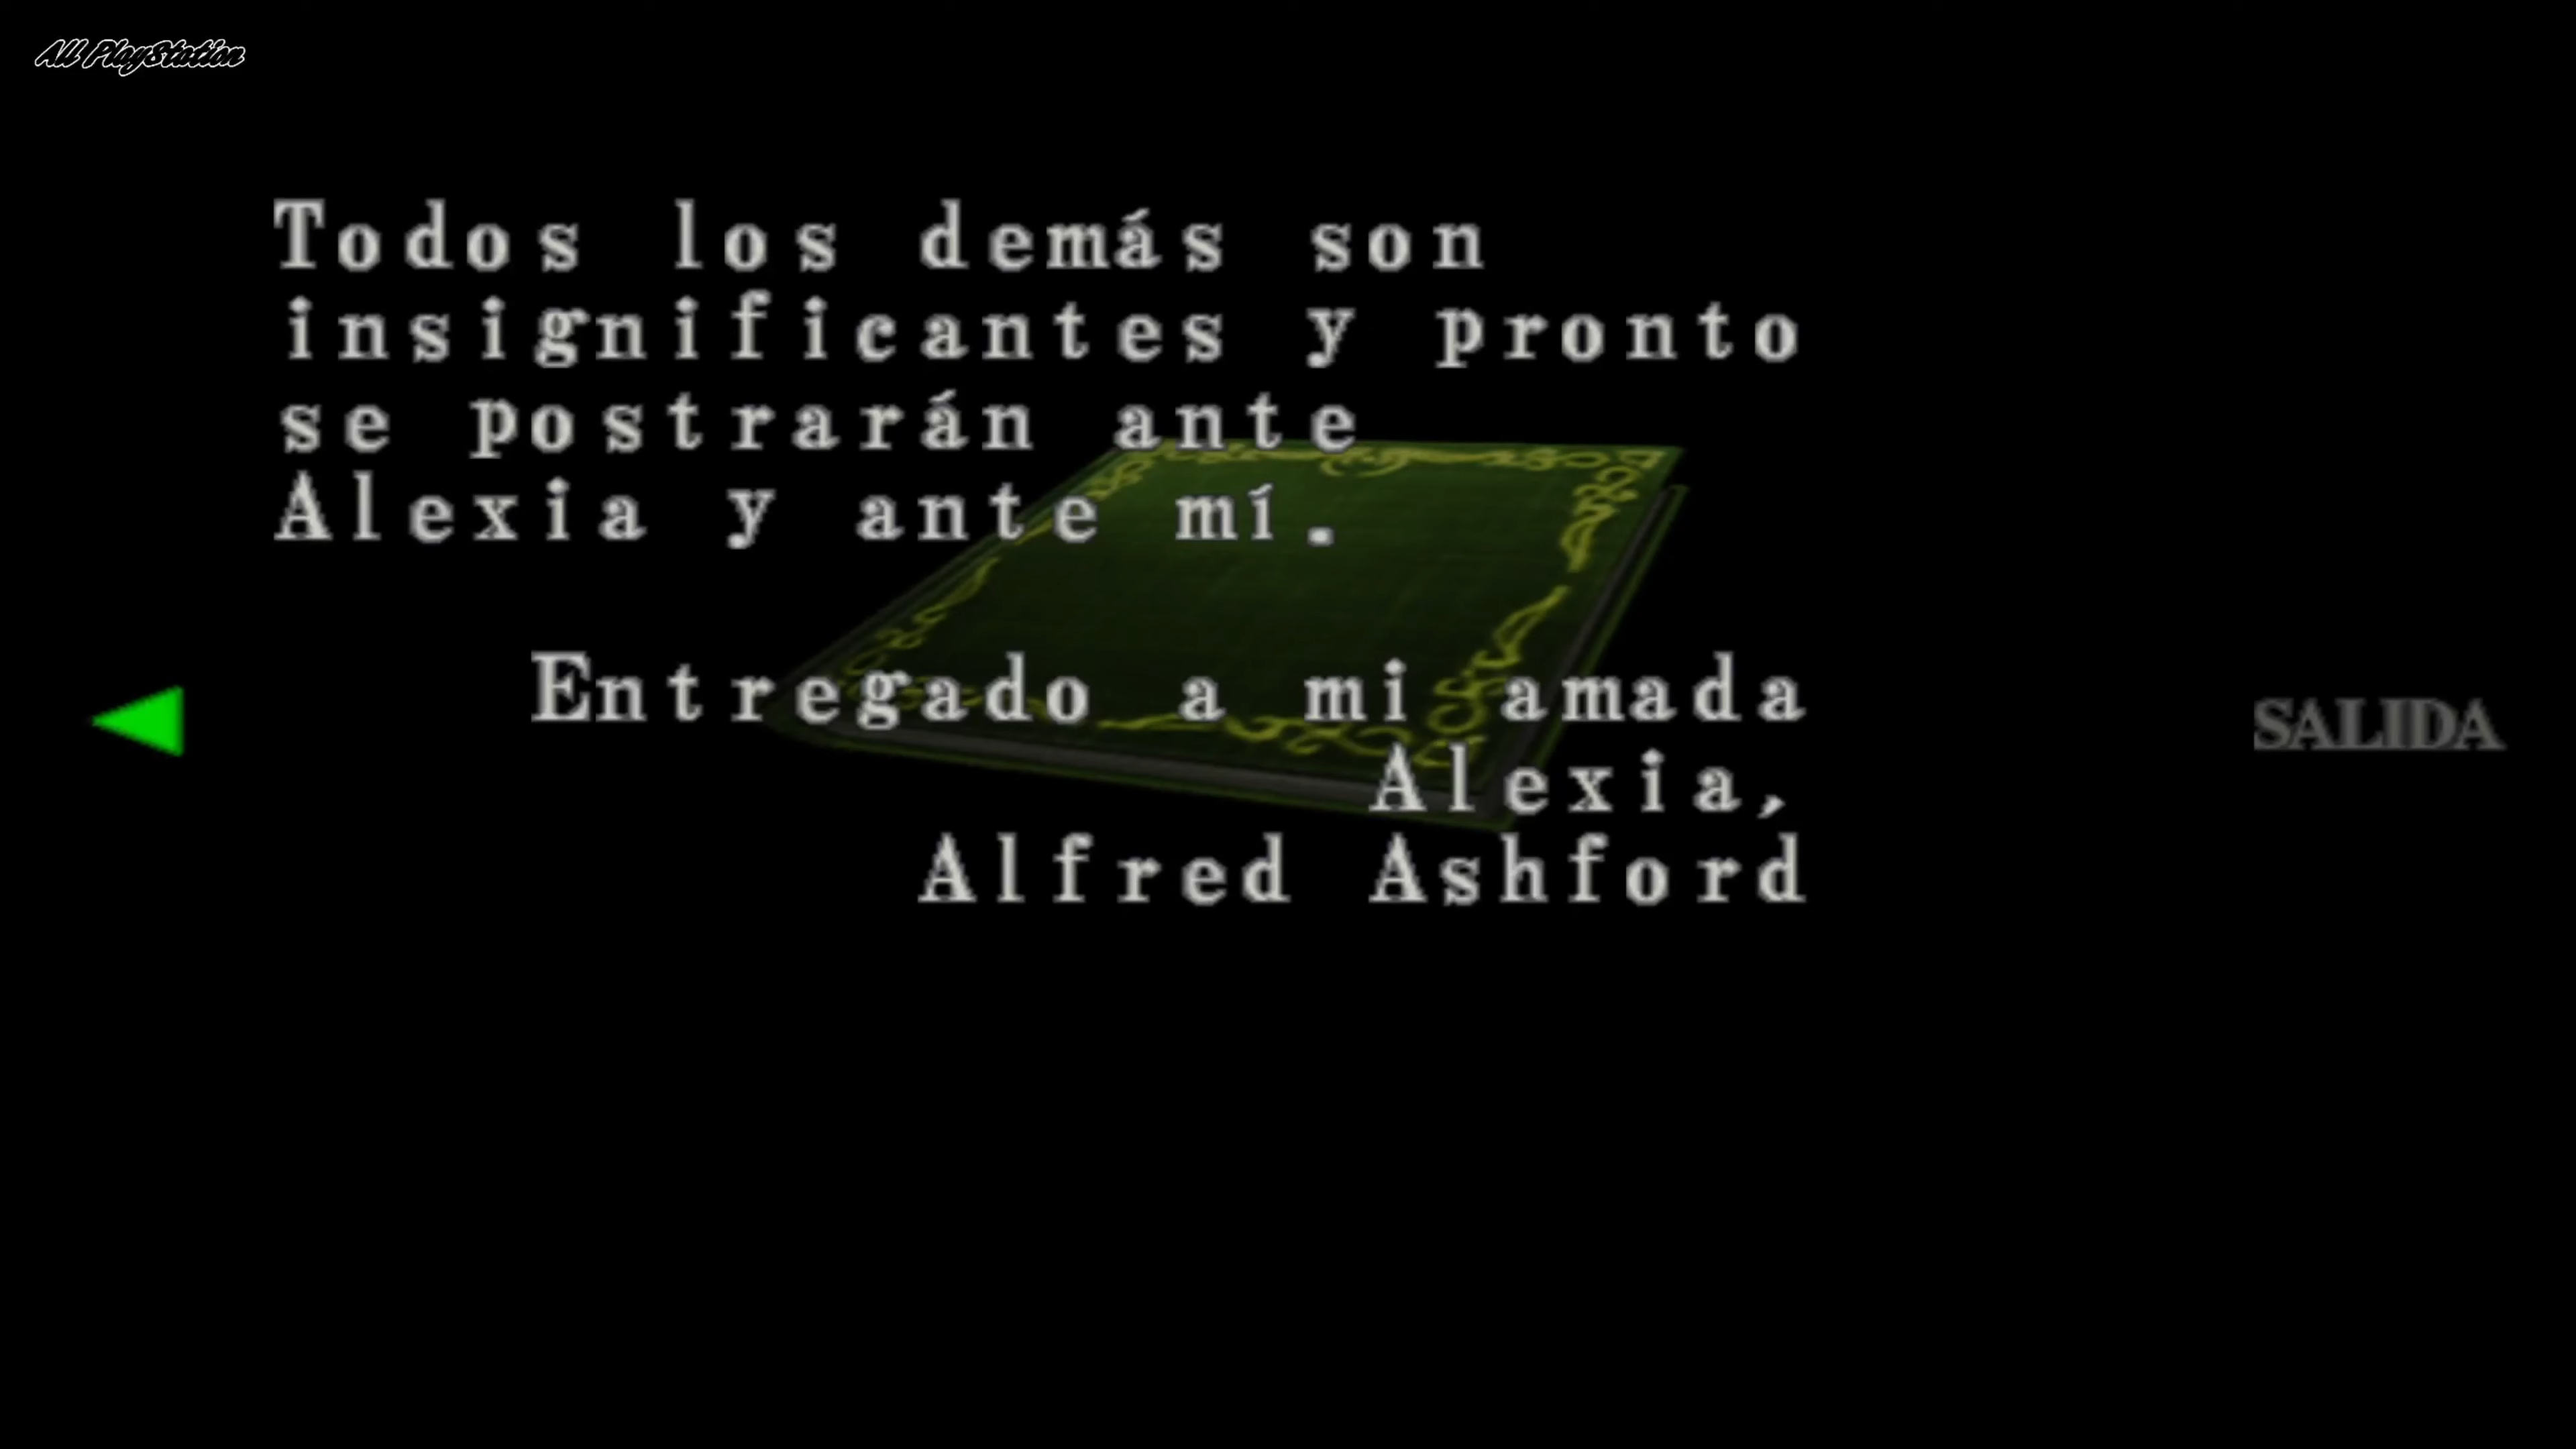 All PlayStation
Todos los demás son
insignificantes y pronto
se postrarán ante
Alexia y ante mí.
Entregado a mi amada
Alexia,
Alfred Ashford
SALIDA